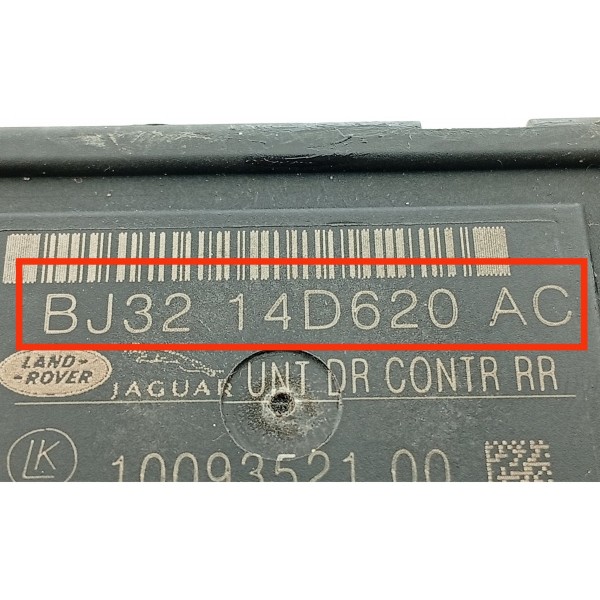 BJ32 14D620 AC
LAND-
-ROVER
JAGUAR UNT DR CONTR RR
LK 10093521 00